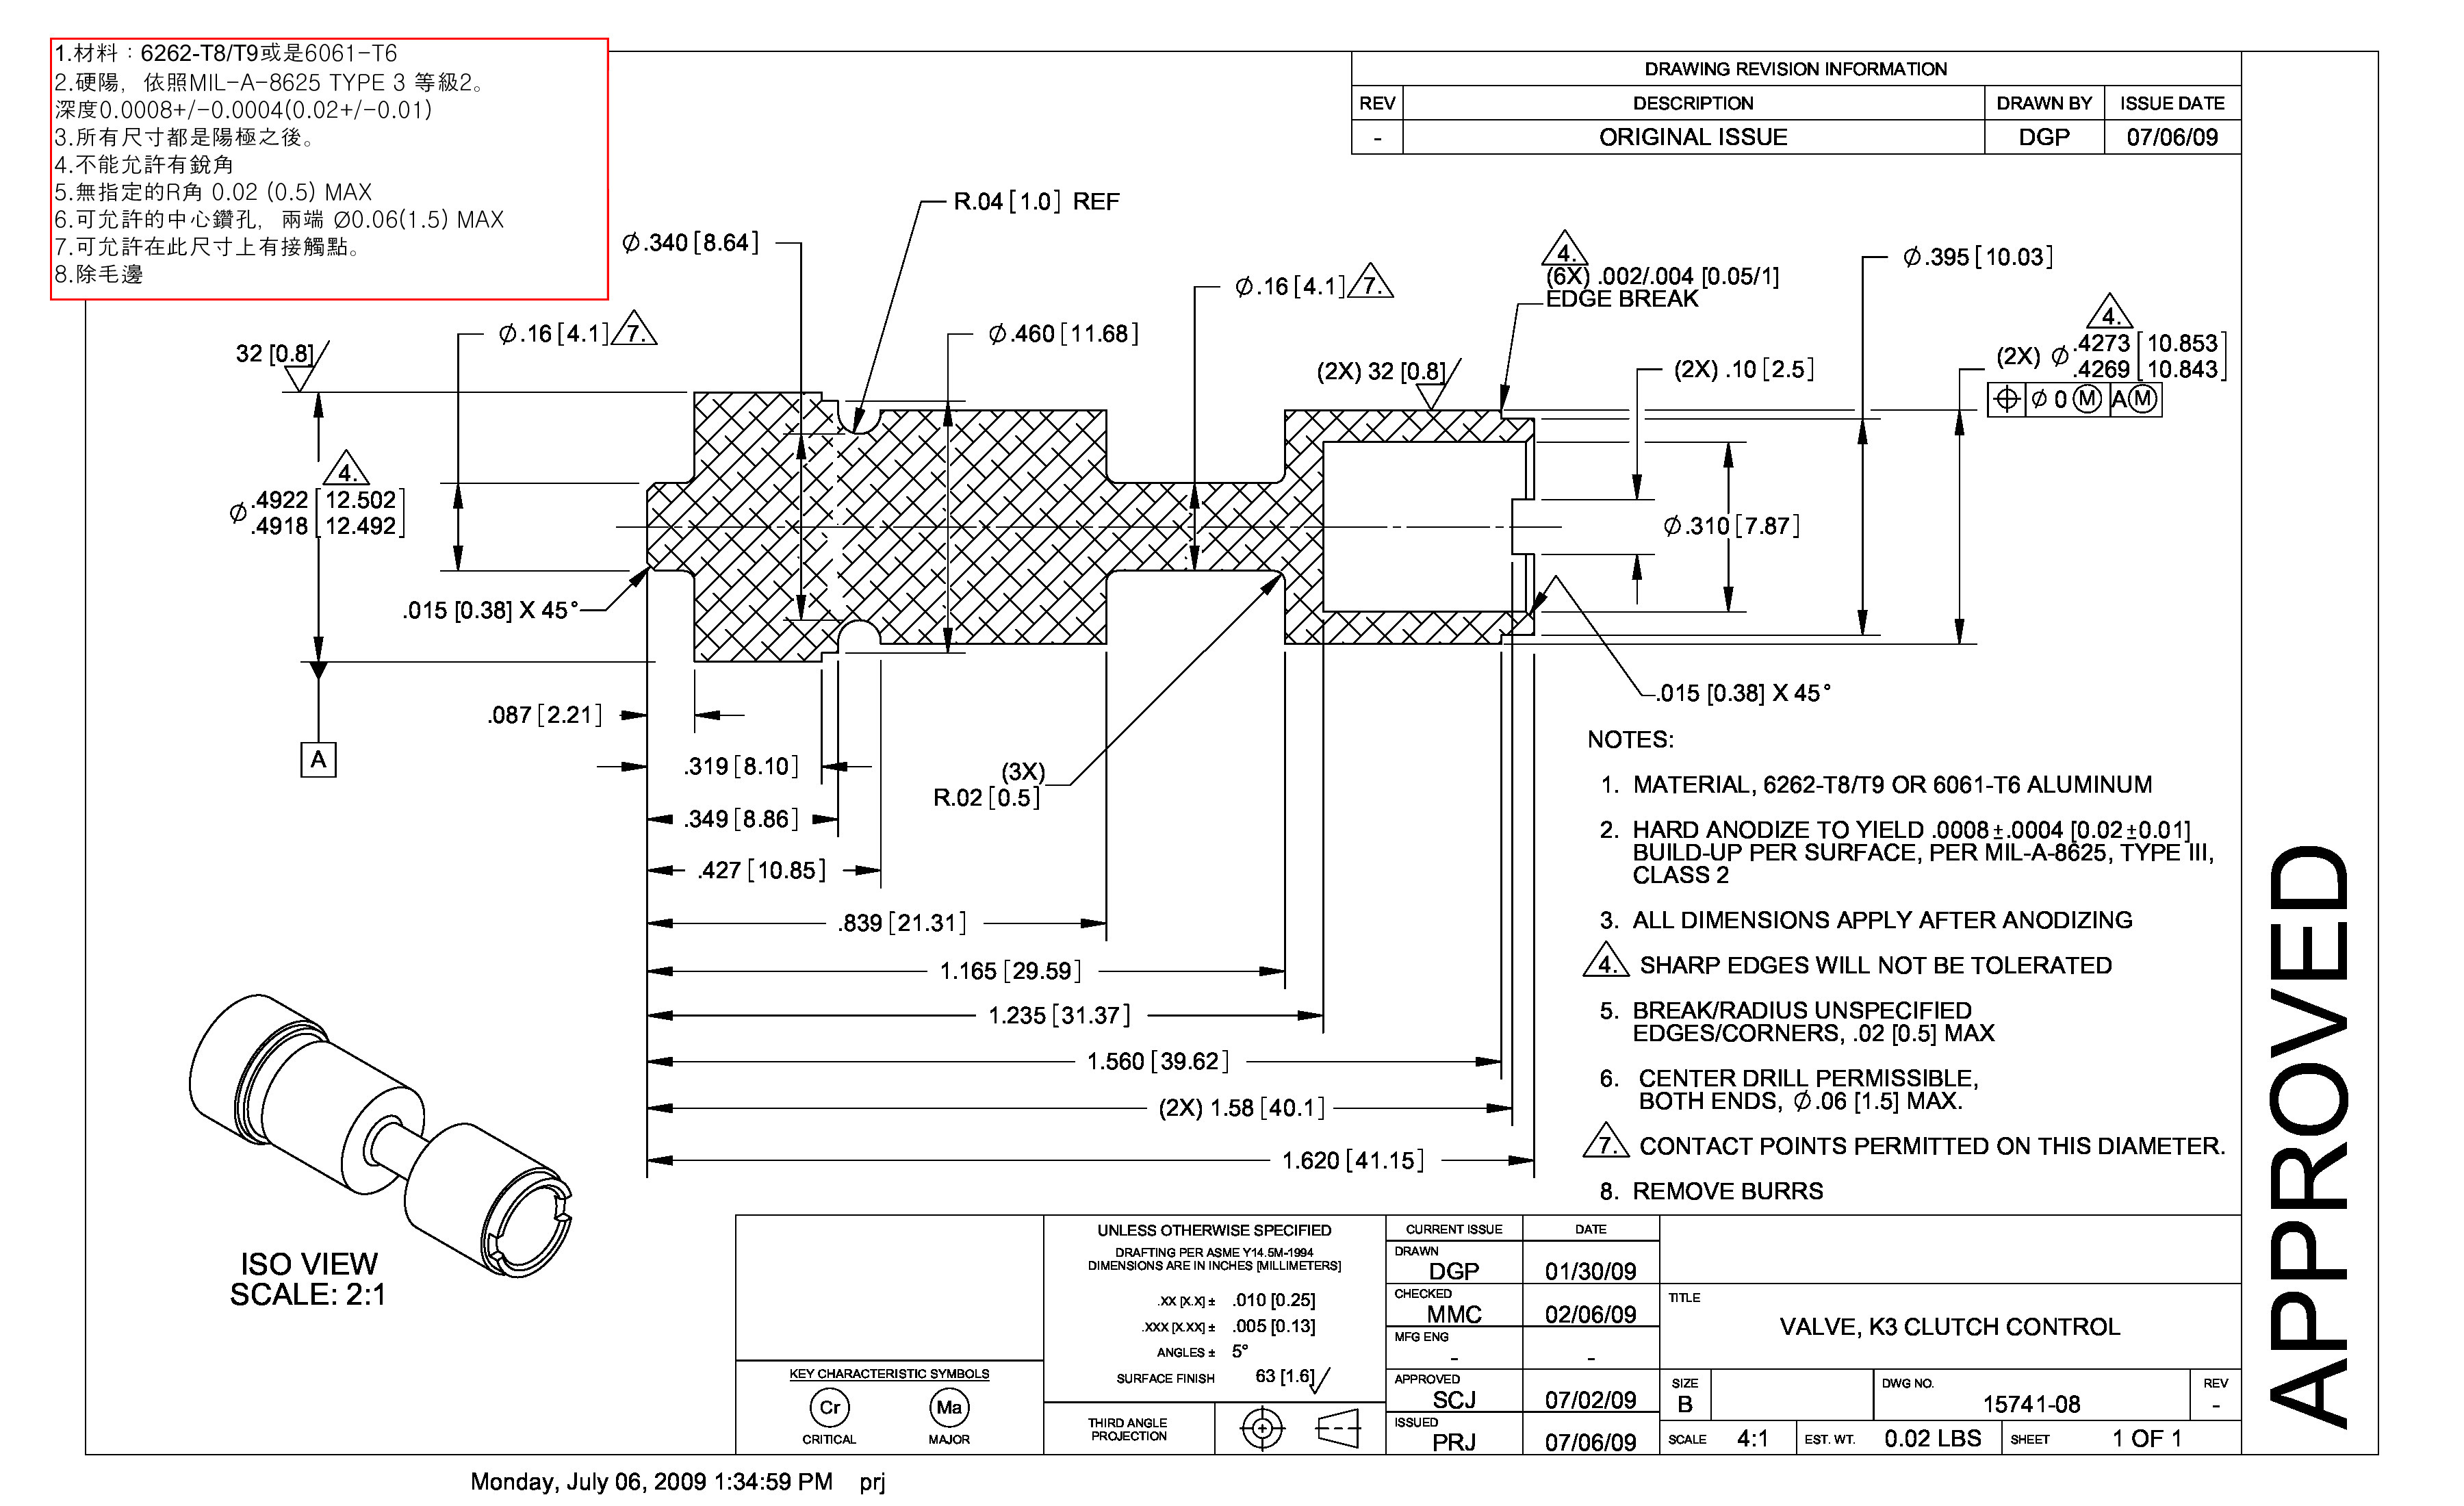 1.材料：6262-T8/T9或是6061-T6
2.硬陽，依照MIL-A-8625 TYPE 3 等級2。
深度0.0008+/-0.0004(0.02+/-0.01)
3.所有尺寸都是陽極之後。
4.不能允許有銳角
5.無指定的R角 0.02 (0.5) MAX
6.可允許的中心鑽孔，兩端 Ø0.06(1.5) MAX
7.可允許在此尺寸上有接觸點。
8.除毛邊
DRAWING REVISION INFORMATION
REV DESCRIPTION DRAWN BY ISSUE DATE
- ORIGINAL ISSUE DGP 07/06/09
R.04 [1.0] REF
Ø.340 [8.64]
Ø.16 [4.1] 7.
4.
(6X) .002/.004 [0.05/1]
EDGE BREAK
Ø.395 [10.03]
Ø.16 [4.1] 7.
Ø.460 [11.68]
32 [0.8]
(2X) 32 [0.8]
(2X) .10 [2.5]
4.
(2X) Ø .4273 [10.853]
.4269 [10.843]
⌖ Ø 0 Ⓜ A Ⓜ
4.
Ø .4922 [12.502]
.4918 [12.492]
Ø.310 [7.87]
.015 [0.38] X 45°
.015 [0.38] X 45°
.087 [2.21]
A
.319 [8.10]
(3X)
R.02 [0.5]
.349 [8.86]
.427 [10.85]
.839 [21.31]
1.165 [29.59]
1.235 [31.37]
1.560 [39.62]
(2X) 1.58 [40.1]
1.620 [41.15]
NOTES:
1. MATERIAL, 6262-T8/T9 OR 6061-T6 ALUMINUM
2. HARD ANODIZE TO YIELD .0008±.0004 [0.02±0.01]
BUILD-UP PER SURFACE, PER MIL-A-8625, TYPE III,
CLASS 2
3. ALL DIMENSIONS APPLY AFTER ANODIZING
4. SHARP EDGES WILL NOT BE TOLERATED
5. BREAK/RADIUS UNSPECIFIED
EDGES/CORNERS, .02 [0.5] MAX
6. CENTER DRILL PERMISSIBLE,
BOTH ENDS, Ø.06 [1.5] MAX.
7. CONTACT POINTS PERMITTED ON THIS DIAMETER.
8. REMOVE BURRS
APPROVED
ISO VIEW
SCALE: 2:1
KEY CHARACTERISTIC SYMBOLS
Cr Ma
CRITICAL MAJOR
UNLESS OTHERWISE SPECIFIED
DRAFTING PER ASME Y14.5M-1994
DIMENSIONS ARE IN INCHES [MILLIMETERS]
.XX [X.X] ± .010 [0.25]
.XXX [X.XX] ± .005 [0.13]
ANGLES ± 5°
SURFACE FINISH 63 [1.6]
THIRD ANGLE
PROJECTION
CURRENT ISSUE DATE
DRAWN
DGP 01/30/09
CHECKED
MMC 02/06/09
MFG ENG
- -
APPROVED
SCJ 07/02/09
ISSUED
PRJ 07/06/09
TITLE
VALVE, K3 CLUTCH CONTROL
SIZE
B
DWG NO.
15741-08
REV
-
SCALE 4:1
EST. WT. 0.02 LBS
SHEET 1 OF 1
Monday, July 06, 2009 1:34:59 PM prj